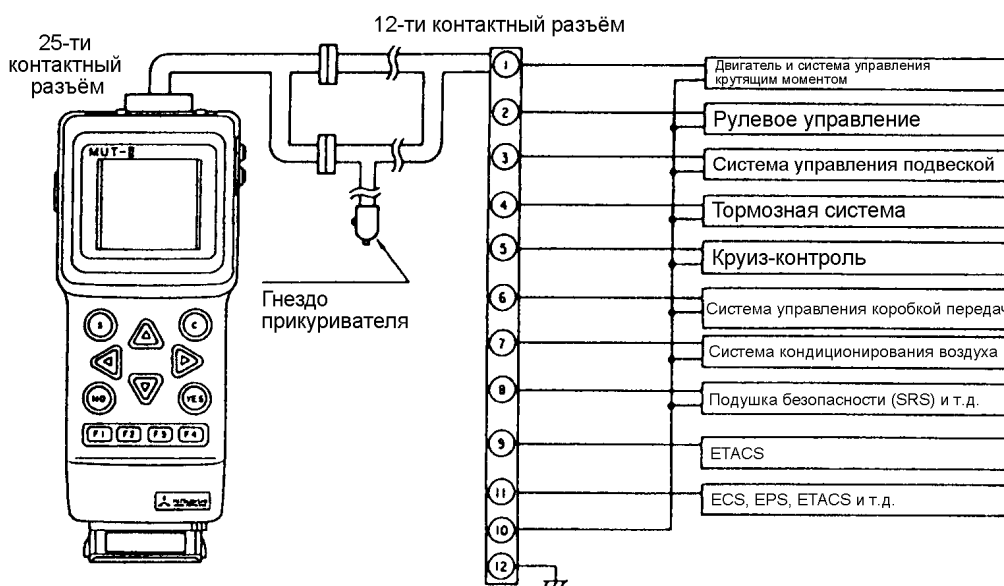 12-ти контактный разъём
25-ти
контактный
разъём
MUT-II
S
C
NO
YES
F1 F2 F3 F4
Гнездо
прикуривателя
1
Двигатель и система управления
крутящим моментом
2
Рулевое управление
3
Система управления подвеской
4
Тормозная система
5
Круиз-контроль
6
Система управления коробкой передач
7
Система кондиционирования воздуха
8
Подушка безопасности (SRS) и т.д.
9
ETACS
11
ECS, EPS, ETACS и т.д.
10
12